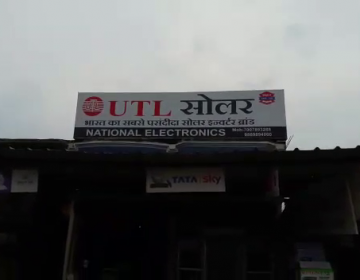 UTL सोलर
भारत का सबसे पसंदीदा सोलर इन्वर्टर ब्रांड
NATIONAL ELECTRONICS
TATA Sky